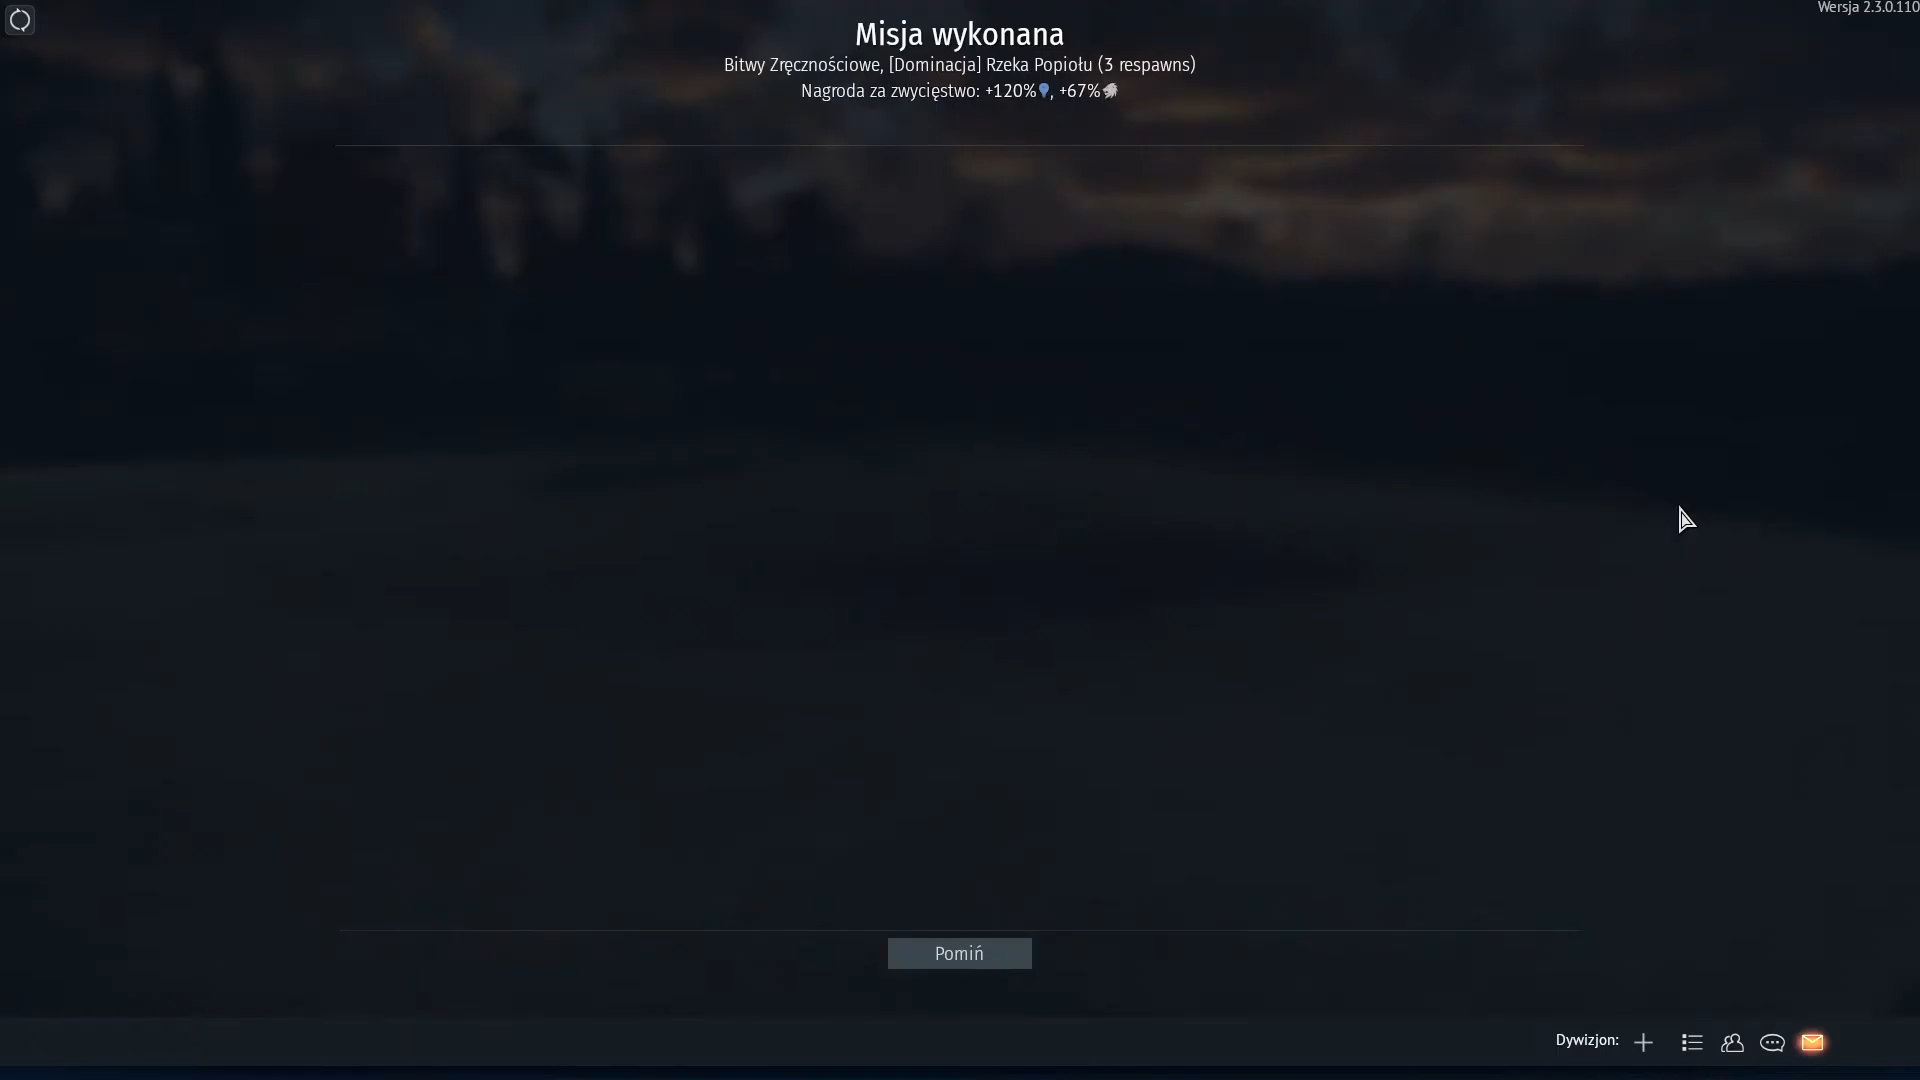 Wersja 2.3.0.110
Misja wykonana
Bitwy Zręcznościowe, [Dominacja] Rzeka Popiołu (3 respawns)
Nagroda za zwycięstwo: +120%, +67%
Pomiń
Dywizjon: